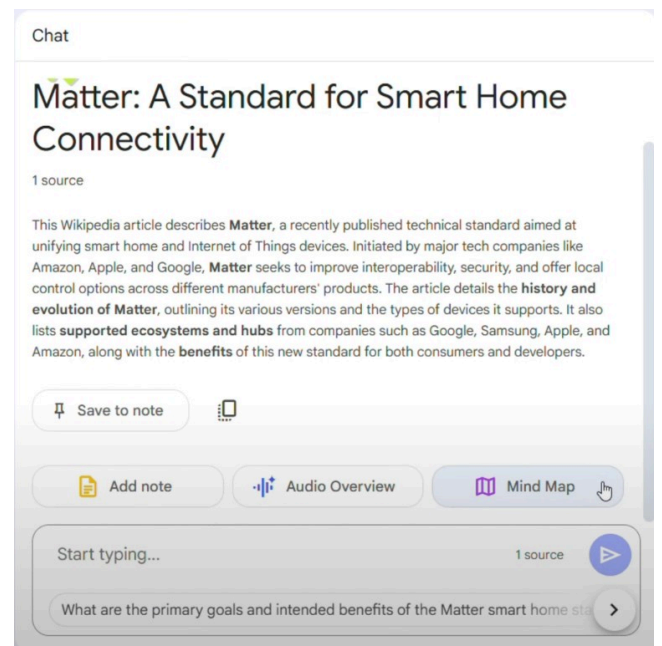 Chat
Matter: A Standard for Smart Home
Connectivity
1 source
This Wikipedia article describes Matter, a recently published technical standard aimed at
unifying smart home and Internet of Things devices. Initiated by major tech companies like
Amazon, Apple, and Google, Matter seeks to improve interoperability, security, and offer local
control options across different manufacturers' products. The article details the history and
evolution of Matter, outlining its various versions and the types of devices it supports. It also
lists supported ecosystems and hubs from companies such as Google, Samsung, Apple, and
Amazon, along with the benefits of this new standard for both consumers and developers.
Save to note
Add note
Audio Overview
Mind Map
Start typing...
1 source
What are the primary goals and intended benefits of the Matter smart home